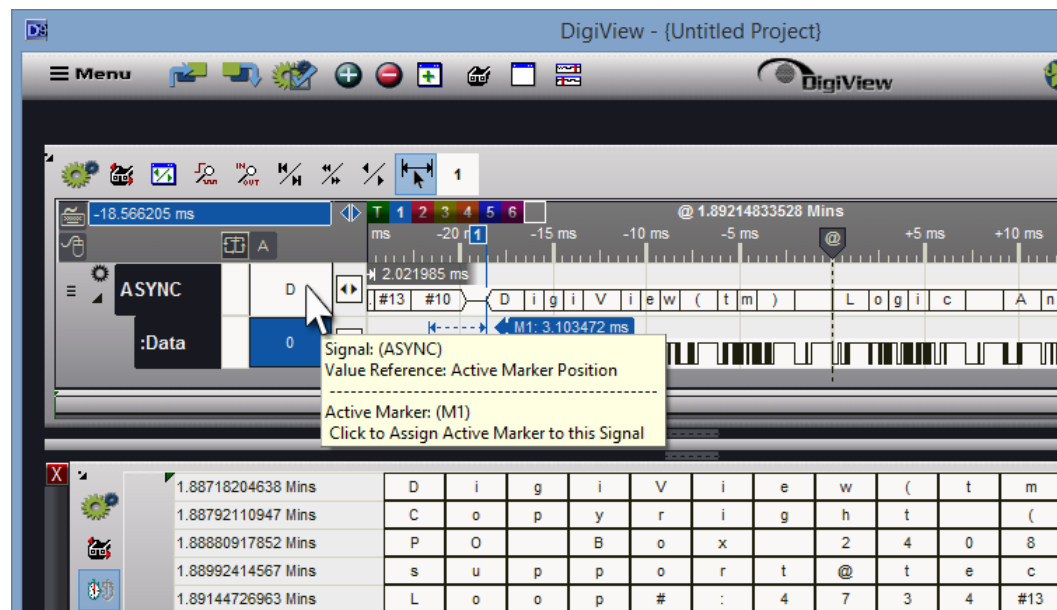 DigiView - {Untitled Project}
Menu
DigiView
IN
OUT
1
-18.566205 ms
T 1 2 3 4 5 6
@ 1.89214833528 Mins
A
ms -20 1 -15 ms -10 ms -5 ms @ +5 ms +10 ms
2.021985 ms
ASYNC D #13 #10 D i g i V i e w ( t m ) L o g i c A n
M1: 3.103472 ms
:Data 0
Signal: (ASYNC)
Value Reference: Active Marker Position
Active Marker: (M1)
Click to Assign Active Marker to this Signal
X
1.88718204638 Mins D i g i V i e w ( t m
1.88792110947 Mins C o p y r i g h t (
1.88880917852 Mins P O B o x 2 4 0 8
1.88992414567 Mins s u p p o r t @ t e c
1.89144726963 Mins L o o p # : 4 7 3 4 #13